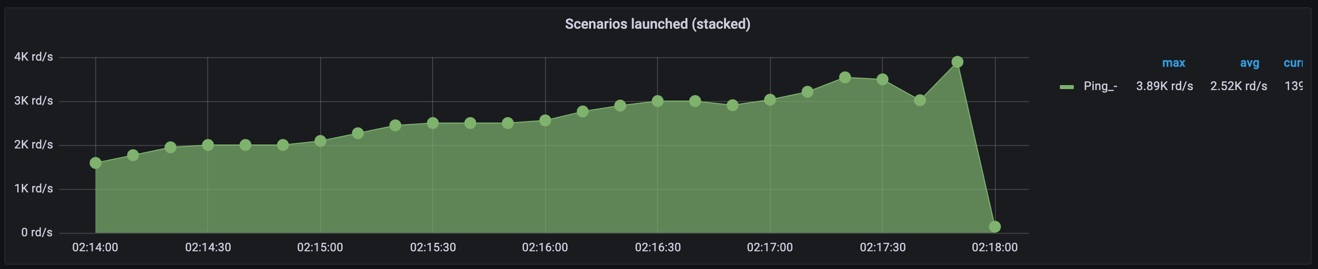 Scenarios launched (stacked)
4K rd/s
3K rd/s
2K rd/s
1K rd/s
0 rd/s
02:14:00 02:14:30 02:15:00 02:15:30 02:16:00 02:16:30 02:17:00 02:17:30 02:18:00
max avg
Ping_- 3.89K rd/s 2.52K rd/s